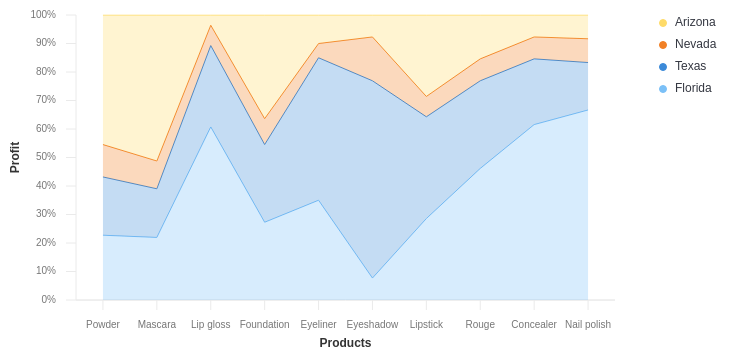 100%
90%
80%
70%
60%
50%
40%
30%
20%
10%
0%
Profit
Powder Mascara Lip gloss Foundation Eyeliner Eyeshadow Lipstick Rouge Concealer Nail polish
Products
Arizona
Nevada
Texas
Florida